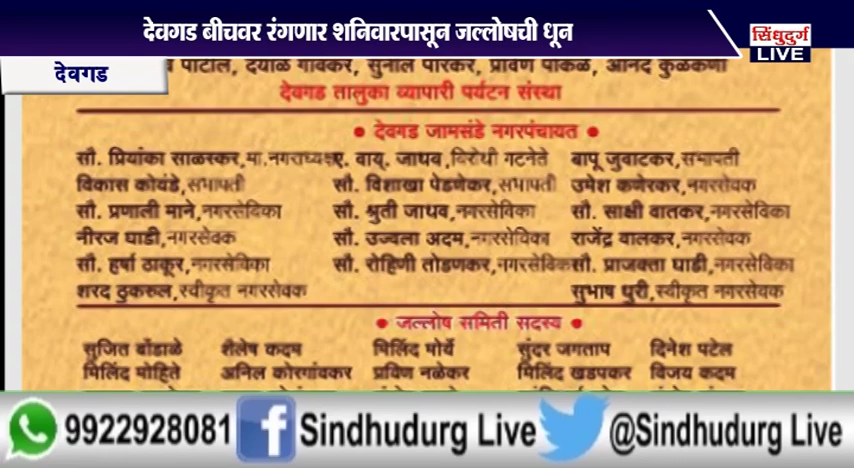 देवगड बीचवर रंगणार शनिवारपासून जल्लोषची धून
सिंधुदुर्ग
LIVE
देवगड
पाटील, दयाळ गावकर, सुनील पारकर, प्रविण पोकळे, आनंद कुळकर्णी
देवगड तालुका व्यापारी पर्यटन संस्था
• देवगड जामसंडे नगरपंचायत •
सौ. प्रियांका साळसकर,मा.नगराध्यक्षा ए. वाय्. जाधव,विरोधी गटनेते बापू जुवाटकर,सभापती
विकास कोयंडे,सभापती सौ. विशाखा पेडणेकर,सभापती उमेश कणेरकर,नगरसेवक
सौ. प्रणाली माने,नगरसेविका सौ. श्रुती जाधव,नगरसेविका सौ. साक्षी वातकर,नगरसेविका
नीरज घाडी,नगरसेवक सौ. उज्वला अदम,नगरसेविका राजेंद्र वालकर,नगरसेवक
सौ. हर्षा ठाकूर,नगरसेविका सौ. रोहिणी तोडणकर,नगरसेविका सौ. प्राजक्ता घाडी,नगरसेविका
शरद ठुकरुल,स्वीकृत नगरसेवक सुभाष धुरी,स्वीकृत नगरसेवक
• जल्लोष समिती सदस्य •
सुजित बोंडाळे शैलेष कदम मिलिंद मोर्ये सुंदर जगताप दिनेश पटेल
मिलिंद मोहिते अनिल कोरगांवकर प्रविण नळेकर मिलिंद खडपकर विजय कदम
9922928081 Sindhudurg Live @Sindhudurg Live